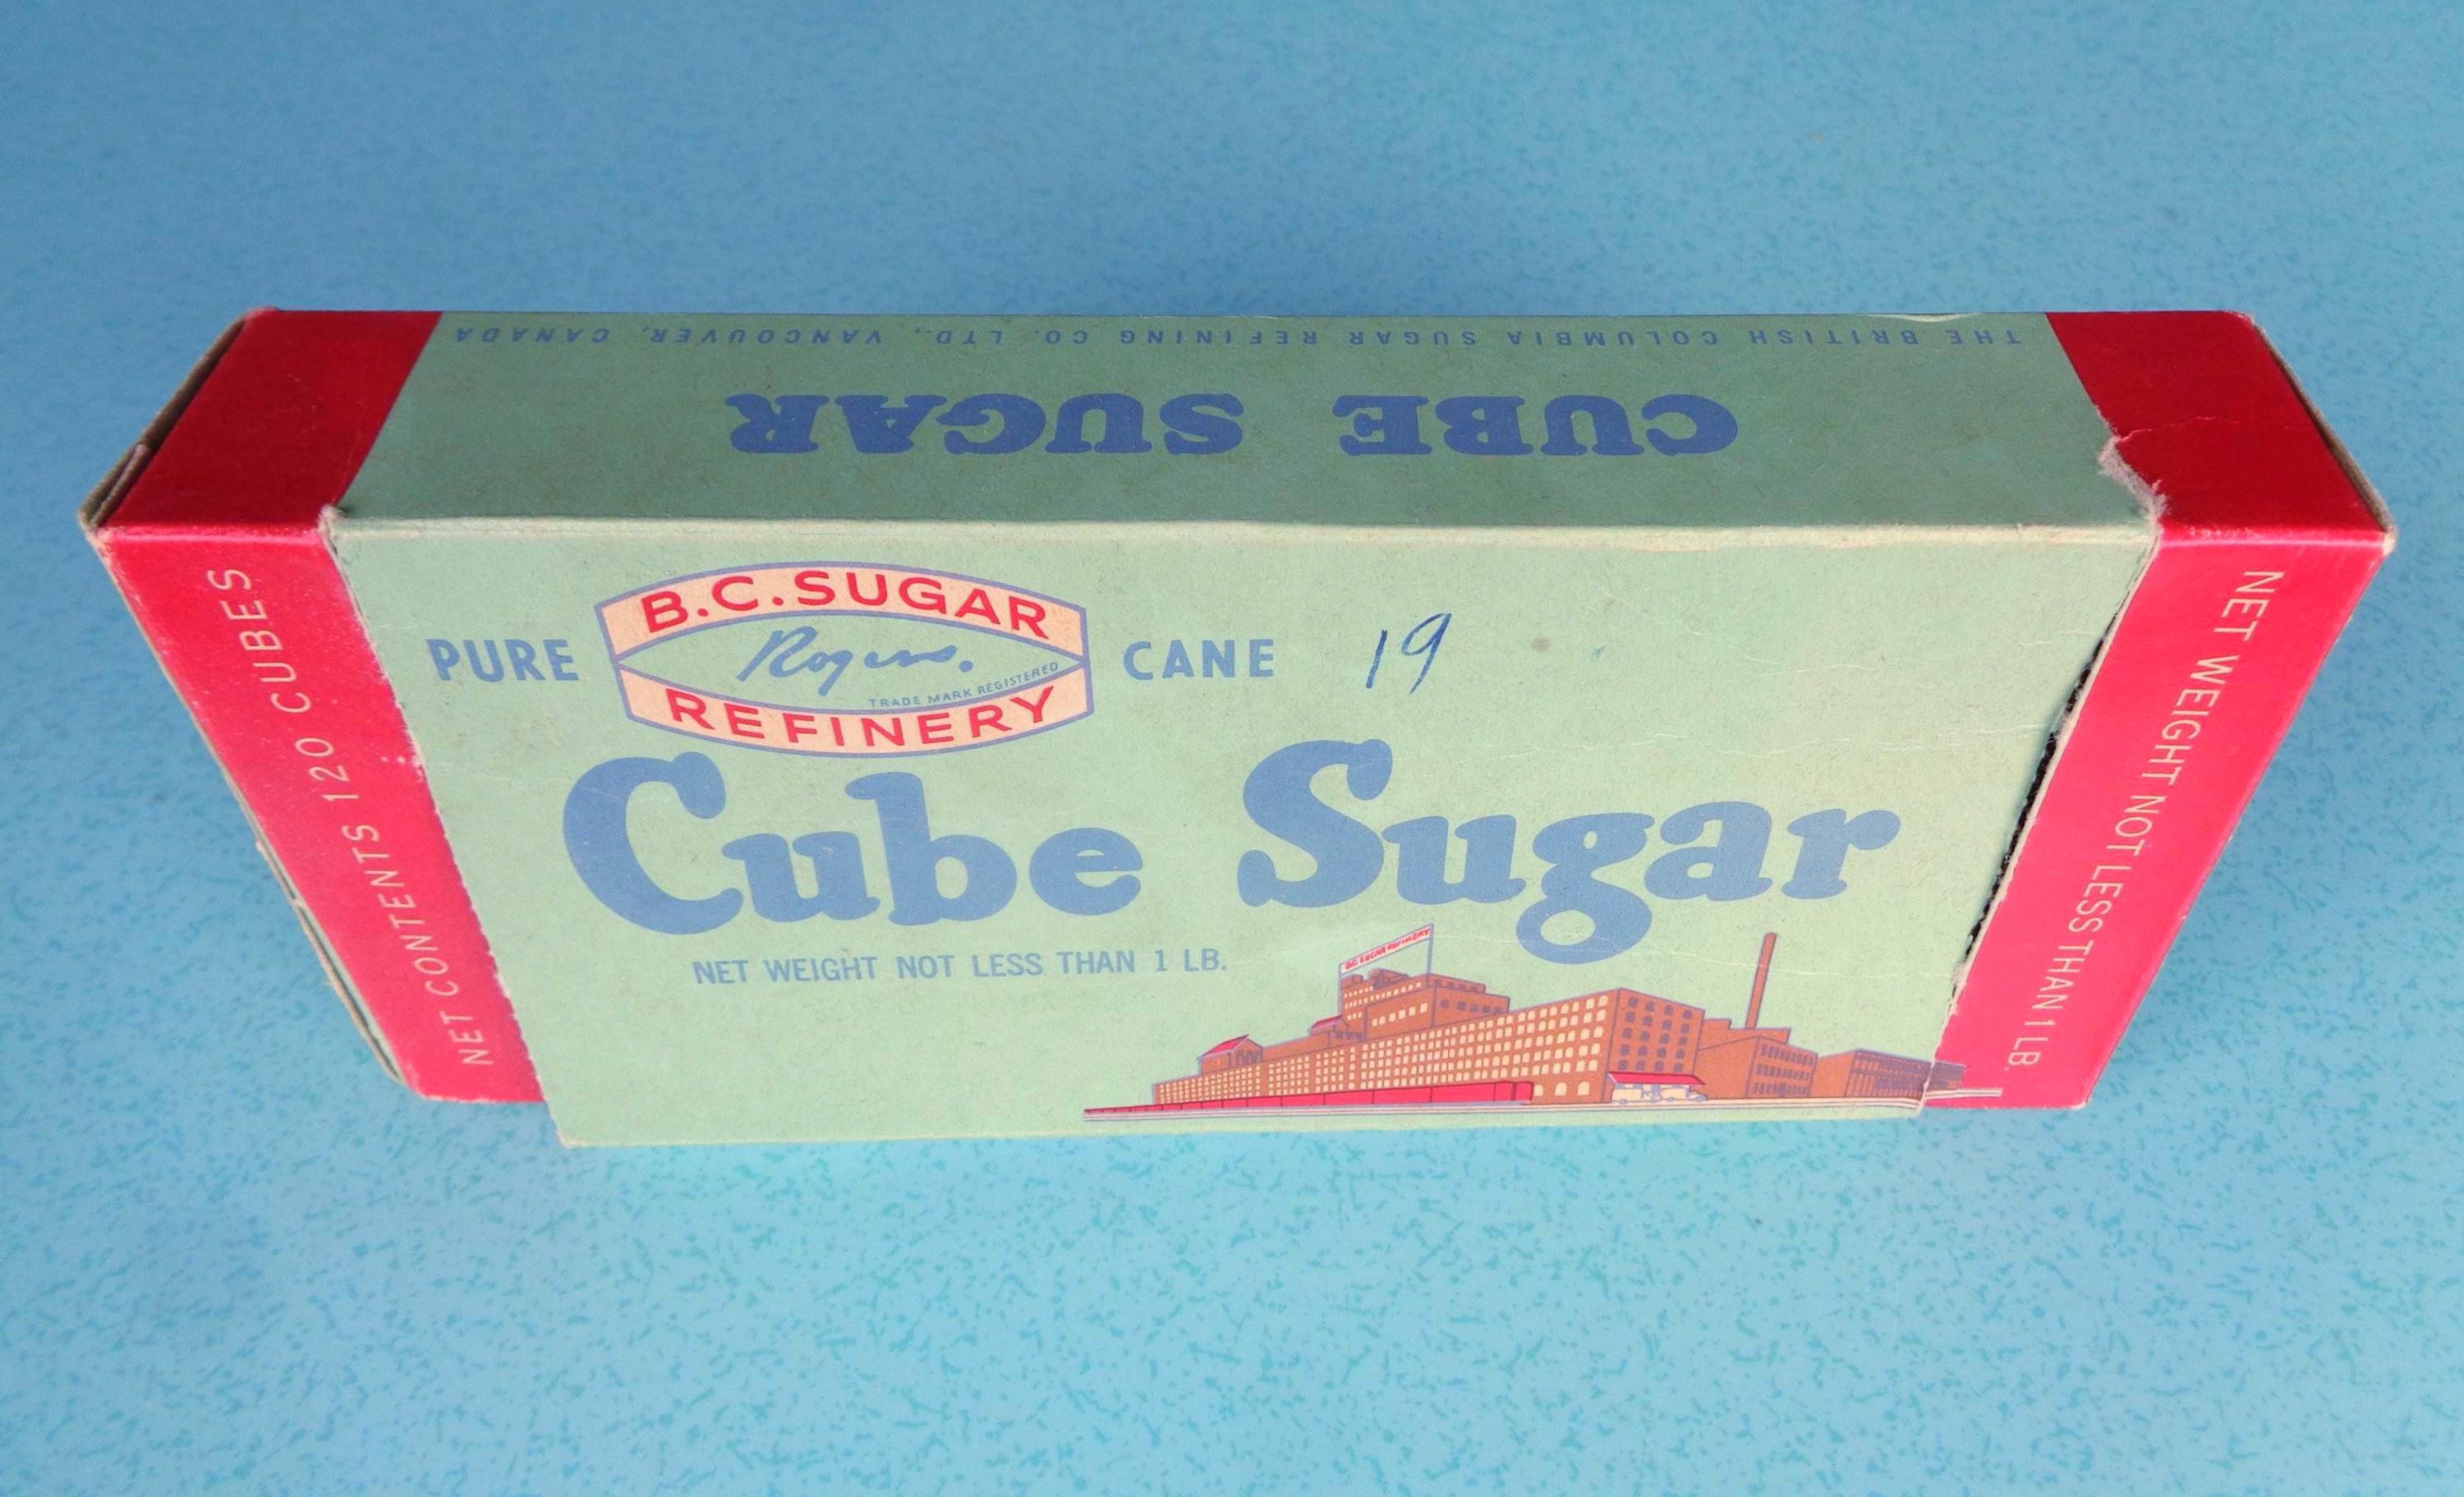 THE BRITISH COLUMBIA SUGAR REFINING CO. LTD., VANCOUVER, CANADA
CUBE SUGAR
B.C. SUGAR
PURE Rogers. CANE 19
TRADE MARK REGISTERED
REFINERY
Cube Sugar
NET WEIGHT NOT LESS THAN 1 LB.
B.C. SUGAR REFINERY
NET CONTENTS 120 CUBES
NET WEIGHT NOT LESS THAN 1 LB.